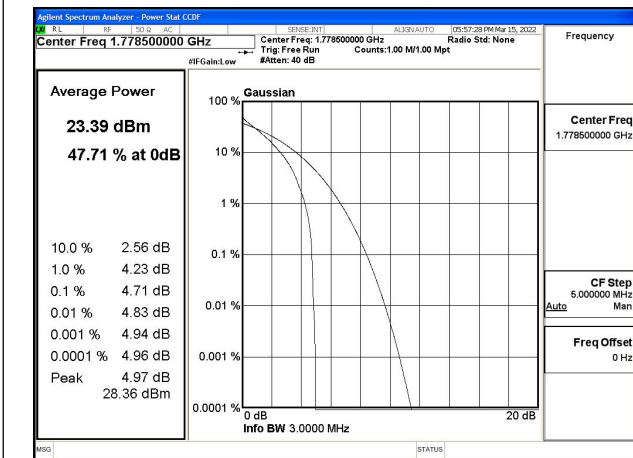 Agilent Spectrum Analyzer - Power Stat CCDF
RL RF 50 Ω AC SENSE:INT ALIGN AUTO 05:57:28 PM Mar 15, 2022
Center Freq 1.778500000 GHz
Center Freq: 1.778500000 GHz Radio Std: None
Trig: Free Run Counts:1.00 M/1.00 Mpt
#IFGain:Low #Atten: 40 dB
Frequency
Average Power
23.39 dBm
47.71 % at 0dB
10.0 % 2.56 dB
1.0 % 4.23 dB
0.1 % 4.71 dB
0.01 % 4.83 dB
0.001 % 4.94 dB
0.0001 % 4.96 dB
Peak 4.97 dB
28.36 dBm
Gaussian
100 %
10 %
1 %
0.1 %
0.01 %
0.001 %
0.0001 %
0 dB 20 dB
Info BW 3.0000 MHz
Center Freq
1.778500000 GHz
CF Step
5.000000 MHz
Auto Man
Freq Offset
0 Hz
MSG STATUS